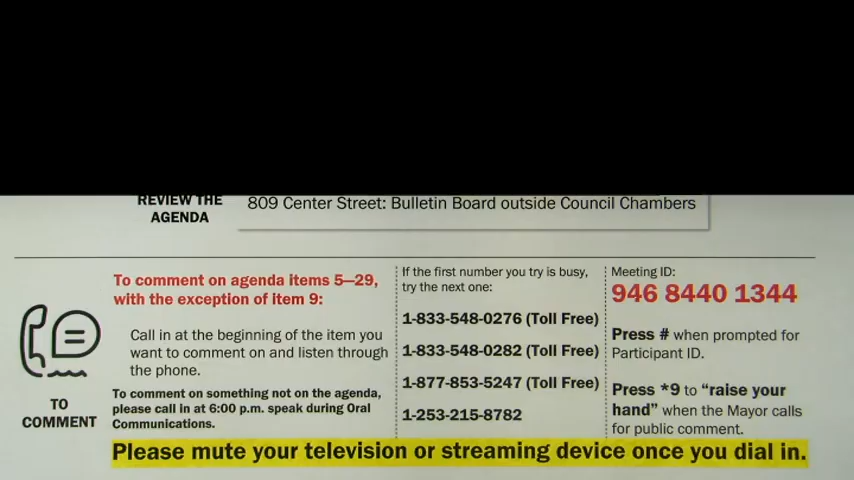 REVIEW THE
AGENDA
809 Center Street: Bulletin Board outside Council Chambers
TO
COMMENT
To comment on agenda items 5—29,
with the exception of item 9:
Call in at the beginning of the item you
want to comment on and listen through
the phone.
To comment on something not on the agenda,
please call in at 6:00 p.m. speak during Oral
Communications.
If the first number you try is busy,
try the next one:
1-833-548-0276 (Toll Free)
1-833-548-0282 (Toll Free)
1-877-853-5247 (Toll Free)
1-253-215-8782
Meeting ID:
946 8440 1344
Press # when prompted for
Participant ID.
Press *9 to “raise your
hand” when the Mayor calls
for public comment.
Please mute your television or streaming device once you dial in.